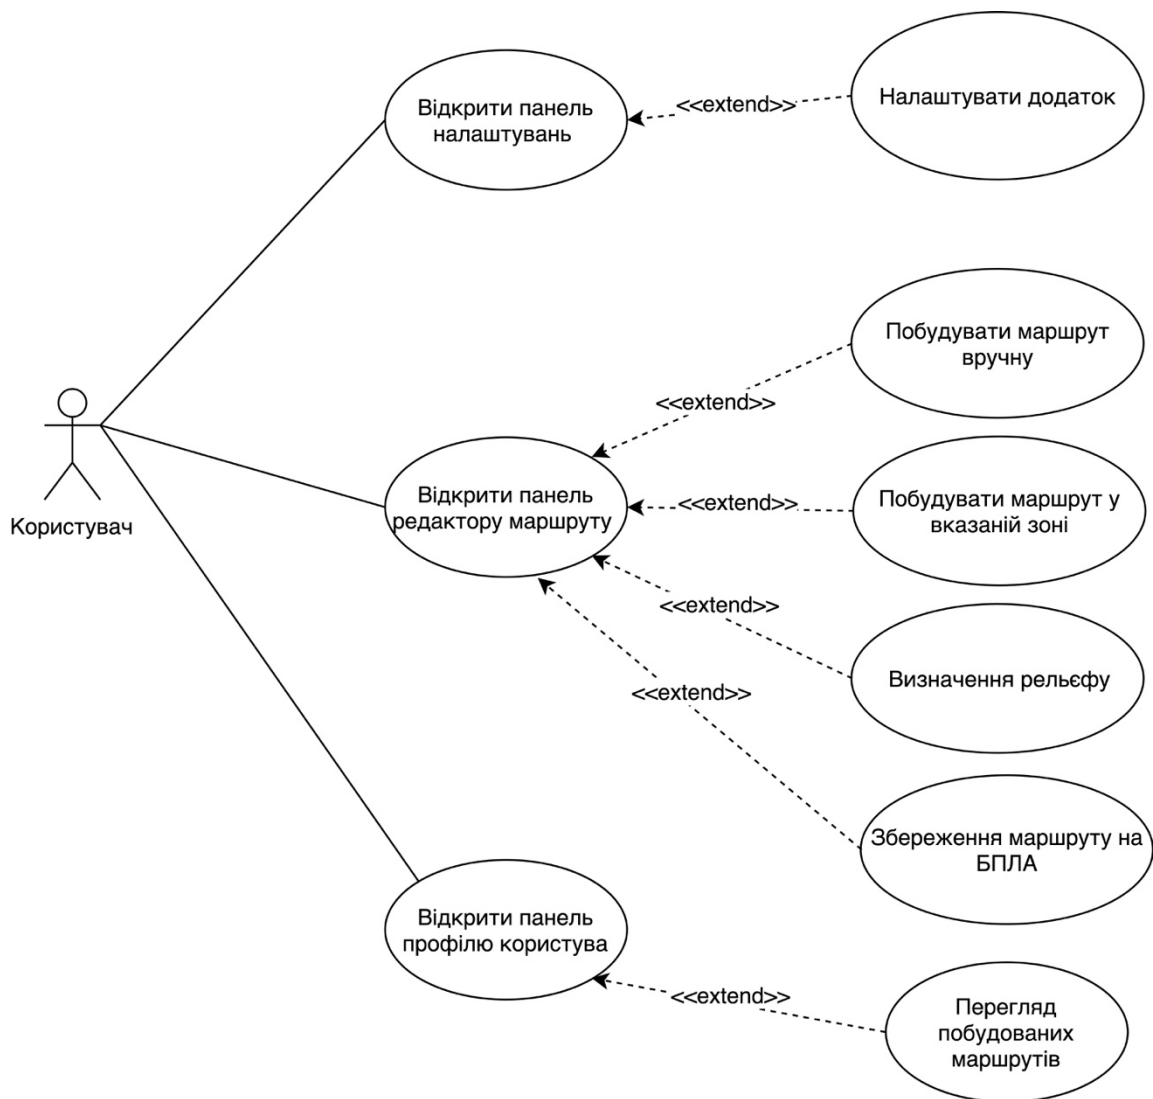 Відкрити панель
налаштувань
<<extend>>
Налаштувати додаток
Побудувати маршрут
вручну
<<extend>>
Користувач
Відкрити панель
редактору маршруту
<<extend>>
Побудувати маршрут у
вказаній зоні
<<extend>>
Визначення рельєфу
<<extend>>
Збереження маршруту на
БПЛА
Відкрити панель
профілю користува
<<extend>>
Перегляд
побудованих
маршрутів